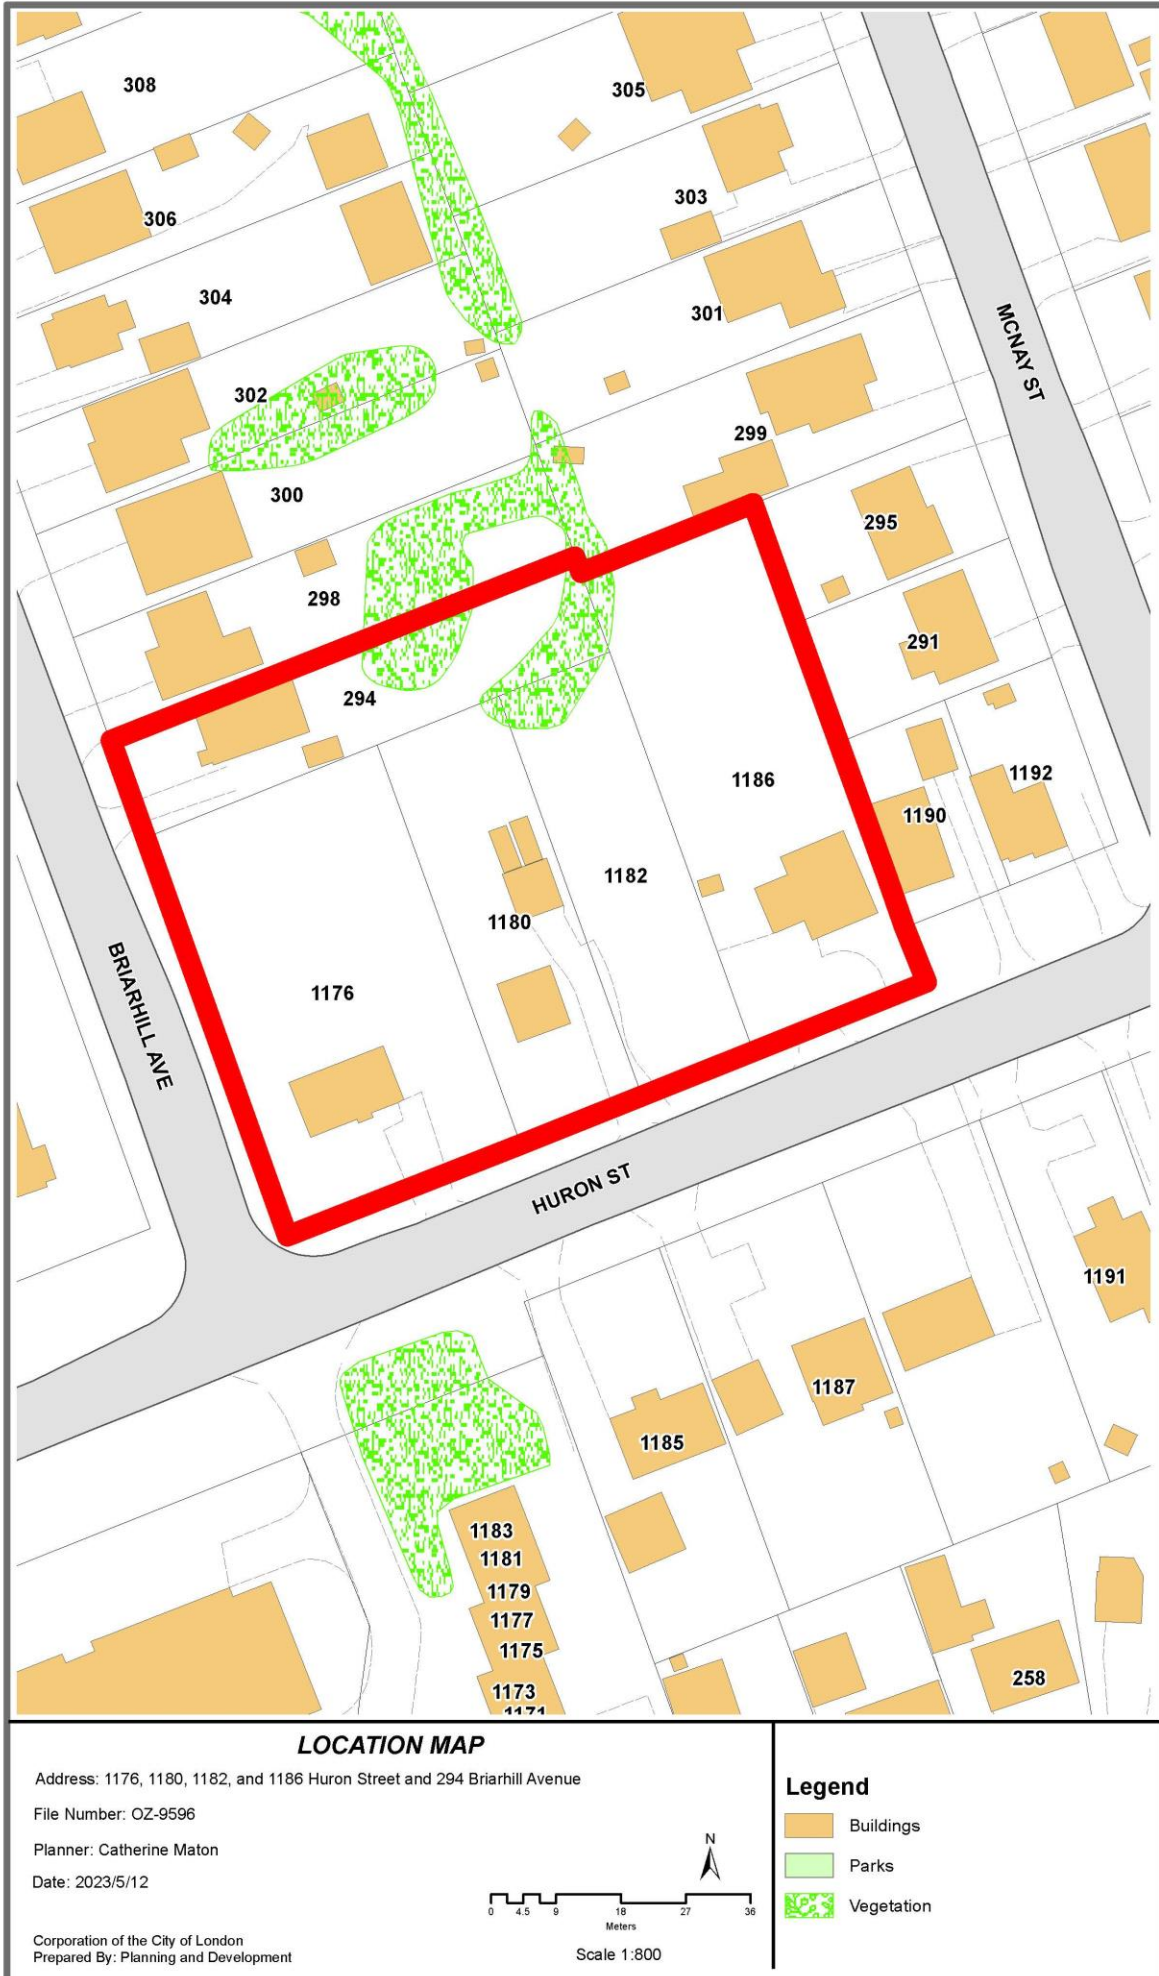 308
305
303
306
304
301
MCNAY ST
302
299
300
295
298
291
294
1186
1192
1190
1182
1180
1176
BRIARHILL AVE
HURON ST
1191
1187
1185
1183
1181
1179
1177
1175
1173
1171
258
LOCATION MAP
Address: 1176, 1180, 1182, and 1186 Huron Street and 294 Briarhill Avenue
File Number: OZ-9596
Planner: Catherine Maton
Date: 2023/5/12
Corporation of the City of London
Prepared By: Planning and Development
N
0 4.5 9 18 27 36
Meters
Scale 1:800
Legend
Buildings
Parks
Vegetation